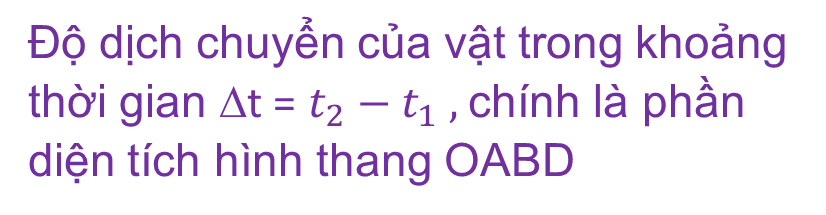 Độ dịch chuyển của vật trong khoảng
thời gian Δt = t₂ − t₁ , chính là phần
diện tích hình thang OABD